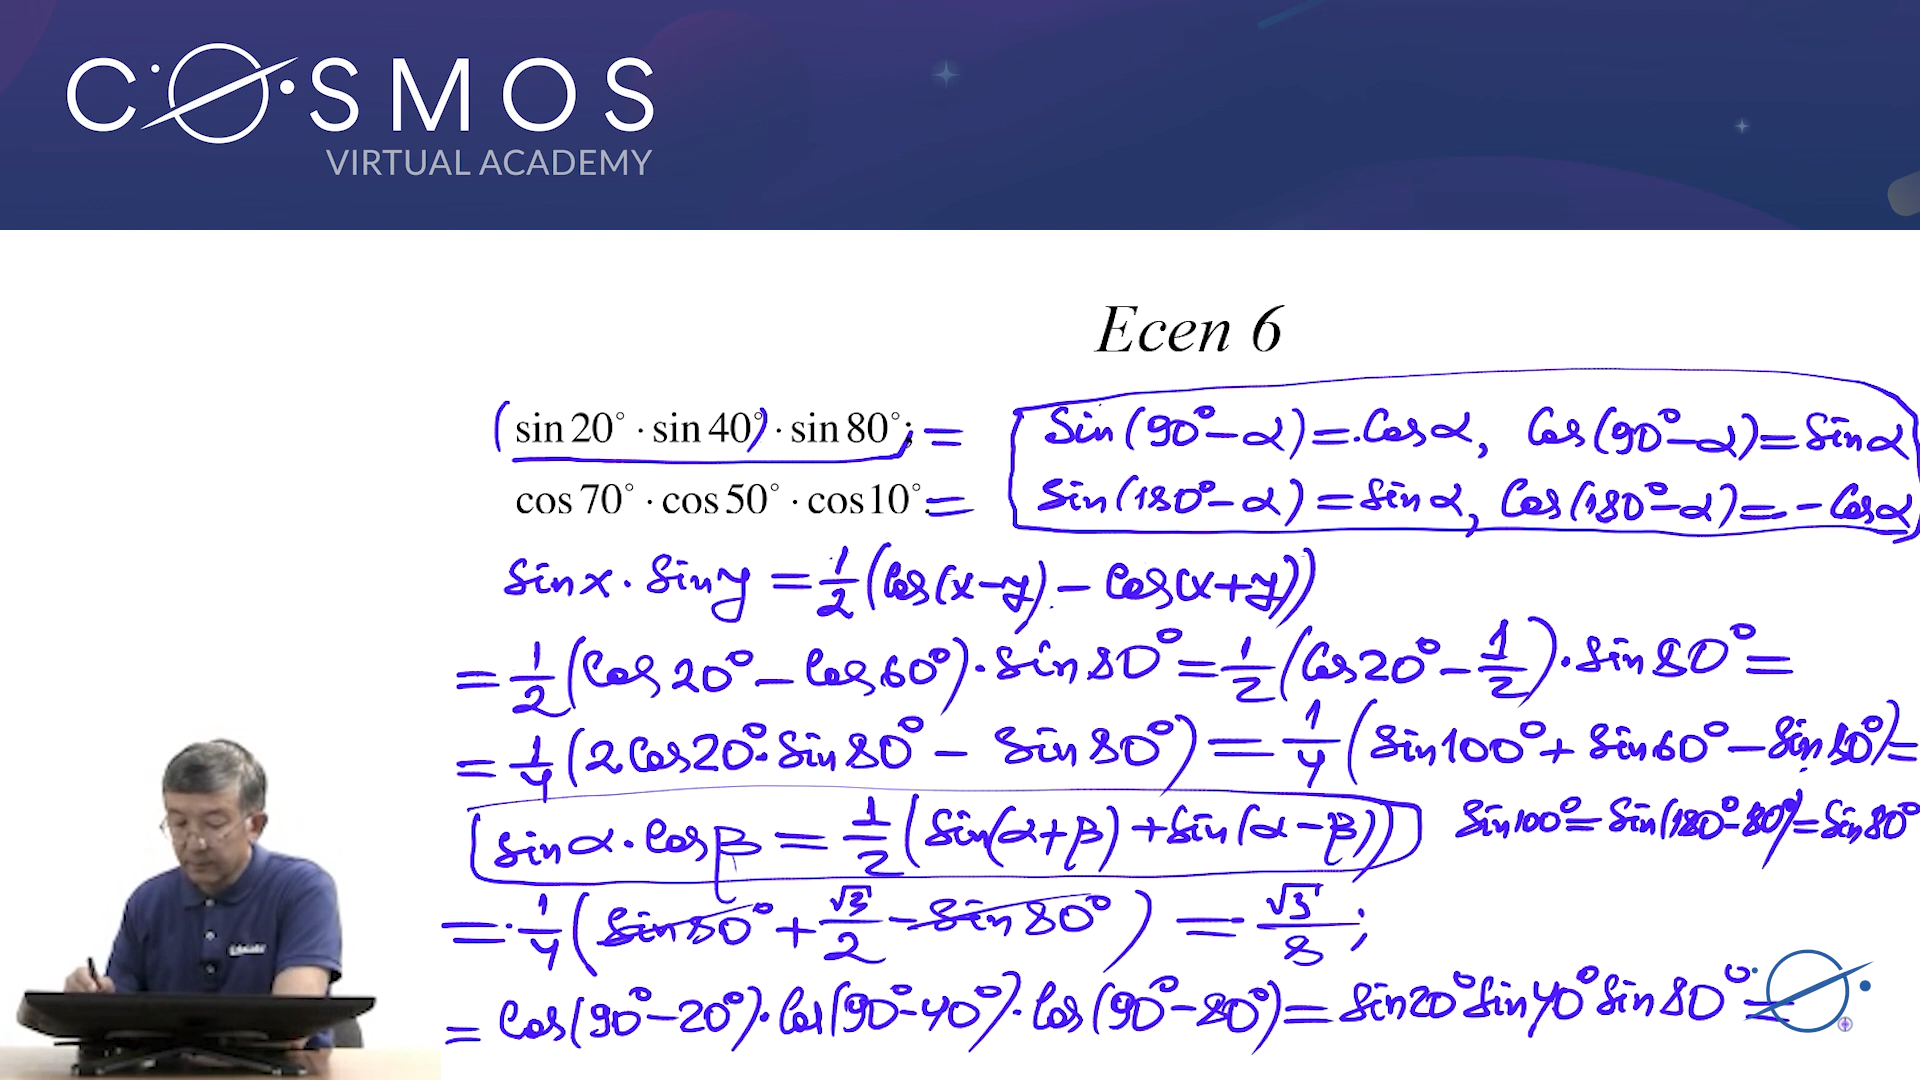 COSMOS
VIRTUAL ACADEMY
Есеп 6
(sin 20° · sin 40°) · sin 80°; =
cos 70° · cos 50° · cos 10°. =
Sin(90°-α)=Cosα, Cos(90°-α)=Sinα
Sin(180°-α)=Sinα, Cos(180°-α)=-Cosα
Sinx · Siny = 1/2 (Cos(x-y) - Cos(x+y))
= 1/2 (Cos20° - Cos60°) · Sin80° = 1/2 (Cos20° - 1/2) · Sin80° =
= 1/4 (2Cos20° · Sin80° - Sin80°) = 1/4 (Sin100° + Sin60° - Sin80°) =
Sinα · Cosβ = 1/2 (Sin(α+β) + Sin(α-β))
Sin100° = Sin(180°-80°) = Sin80°
= 1/4 (Sin80° + √3/2 - Sin80°) = √3/8;
= Cos(90°-20°) · Cos(90°-40°) · Cos(90°-80°) = Sin20° Sin40° Sin80° =